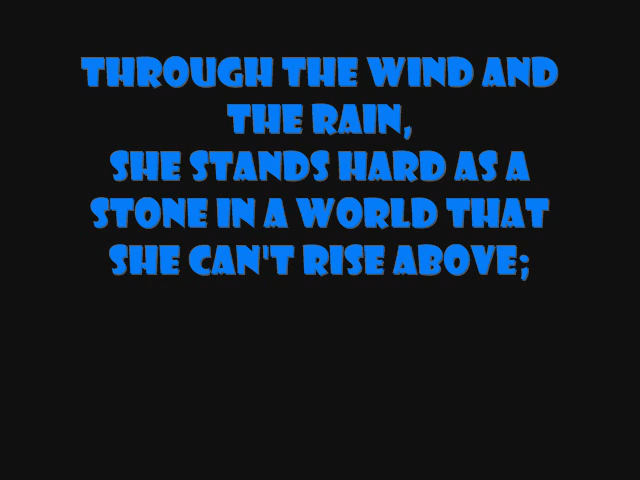 THROUGH THE WIND AND
THE RAIN,
SHE STANDS HARD AS A
STONE IN A WORLD THAT
SHE CAN'T RISE ABOVE;